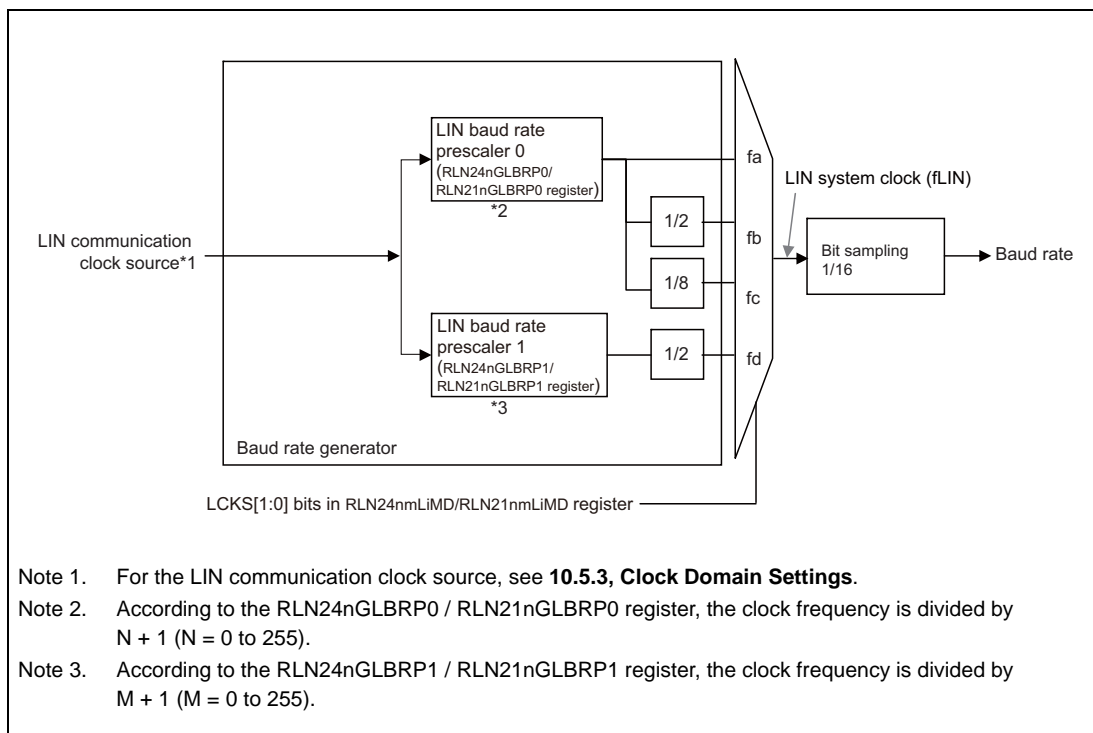 LIN baud rate
prescaler 0
(RLN24nGLBRP0/
RLN21nGLBRP0 register)
*2
fa
LIN system clock (fLIN)
1/2
fb
LIN communication
clock source*1
Bit sampling
1/16
Baud rate
1/8
fc
LIN baud rate
prescaler 1
(RLN24nGLBRP1/
RLN21nGLBRP1 register)
*3
1/2
fd
Baud rate generator
LCKS[1:0] bits in RLN24nmLiMD/RLN21nmLiMD register
Note 1. For the LIN communication clock source, see 10.5.3, Clock Domain Settings.
Note 2. According to the RLN24nGLBRP0 / RLN21nGLBRP0 register, the clock frequency is divided by
N + 1 (N = 0 to 255).
Note 3. According to the RLN24nGLBRP1 / RLN21nGLBRP1 register, the clock frequency is divided by
M + 1 (M = 0 to 255).